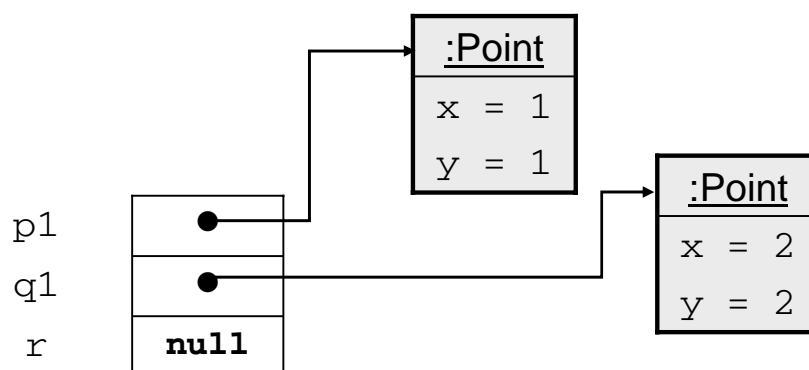 :Point
x = 1
y = 1
:Point
x = 2
y = 2
p1
q1
r null